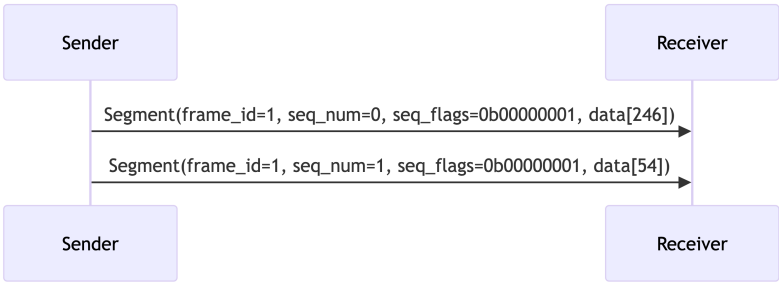 Sender Receiver
Segment(frame_id=1, seq_num=0, seq_flags=0b00000001, data[246])
Segment(frame_id=1, seq_num=1, seq_flags=0b00000001, data[54])
Sender Receiver